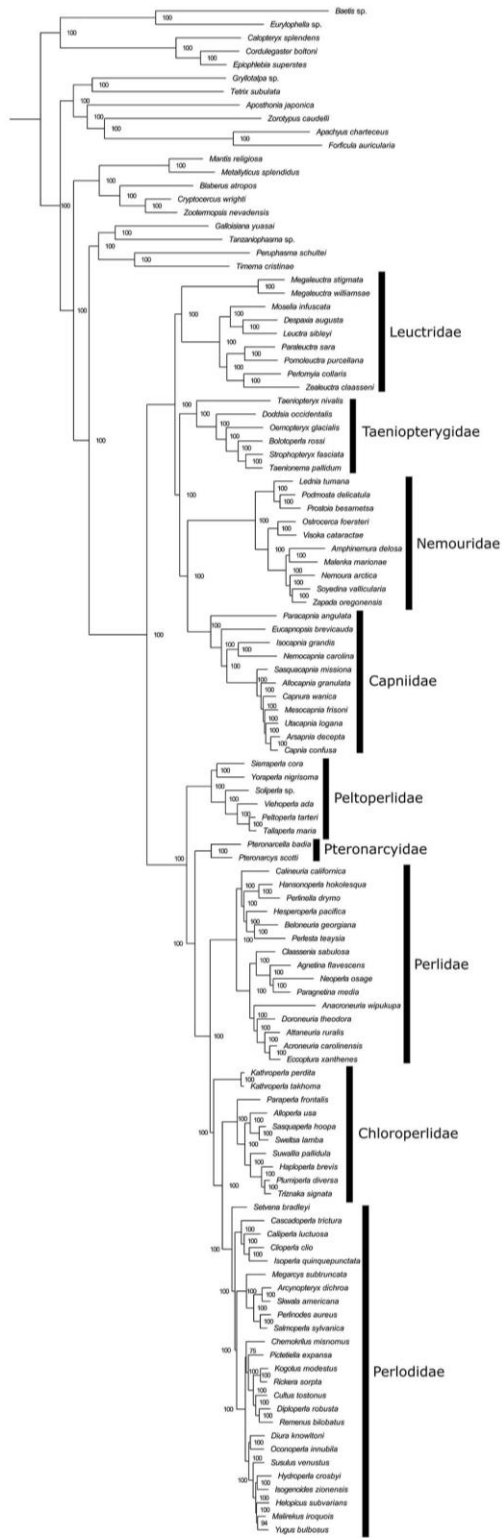 Baetis sp.
Eurylophella sp.
Calopteryx splendens
Cordulegaster boltoni
Epiophlebia superstes
Gryllotalpa sp.
Tetrix subulata
Aposthonia japonica
Zorotypus caudelli
Apachyus charteceus
Forficula auricularia
Mantis religiosa
Metallyticus splendidus
Blaberus atropos
Cryptocercus wrighti
Zootermopsis nevadensis
Galloisiana yuasai
Tanzaniophasma sp.
Peruphasma schultei
Timema cristinae
Megaleuctra stigmata
Megaleuctra williamsae
Moselia infuscata
Despaxia augusta
Leuctra sibleyi
Leuctridae
Paraleuctra sara
Pomoleuctra purcellana
Perlomyia collaris
Zealeuctra claasseni
Taeniopteryx nivalis
Doddsia occidentalis
Oemopteryx glacialis
Taeniopterygidae
Bolotoperla rossi
Strophopteryx fasciata
Taenionema pallidum
Lednia tumana
Podmosta delicatula
Prostoia besametsa
Ostrocerca foersteri
Visoka cataractae
Nemouridae
Amphinemura delosa
Malenka marionae
Nemoura arctica
Soyedina vallicularia
Zapada oregonensis
Paracapnia angulata
Eucapnopsis brevicauda
Isocapnia grandis
Nemocapnia carolina
Sasquacapnia missiona
Capniidae
Allocapnia granulata
Capnura wanica
Mesocapnia frisoni
Utacapnia logana
Arsapnia decepta
Capnia confusa
Sierraperla cora
Yoraperla nigrisoma
Soliperla sp.
Peltoperlidae
Viehoperla ada
Peltoperla tarteri
Tallaperla maria
Pteronarcella badia
Pteronarcyidae
Pteronarcys scotti
Calineuria californica
Hansonoperla hokolesqua
Perlinella drymo
Hesperoperla pacifica
Beloneuria georgiana
Perlesta teaysia
Claassenia sabulosa
Perlidae
Agnetina flavescens
Neoperla osage
Paragnetina media
Anacroneuria wipukupa
Doroneuria theodora
Attaneuria ruralis
Acroneuria carolinensis
Eccoptura xanthenes
Kathroperla perdita
Kathroperla takhoma
Paraperla frontalis
Alloperla usa
Sasquaperla hoopa
Chloroperlidae
Sweltsa lamba
Suwallia pallidula
Haploperla brevis
Plumiperla diversa
Triznaka signata
Setvena bradleyi
Cascadoperla trictura
Calliperla luctuosa
Clioperla clio
Isoperla quinquepunctata
Megarcys subtruncata
Arcynopteryx dichroa
Skwala americana
Perlinodes aureus
Salmoperla sylvanica
Chernokrilus misnomus
Pictetiella expansa
Perlodidae
Kogotus modestus
Rickera sorpta
Cultus tostonus
Diploperla robusta
Remenus bilobatus
Diura knowltoni
Oconoperla innubila
Susulus venustus
Hydroperla crosbyi
Isogenoides zionensis
Helopicus subvarians
Malirekus iroquois
Yugus bulbosus